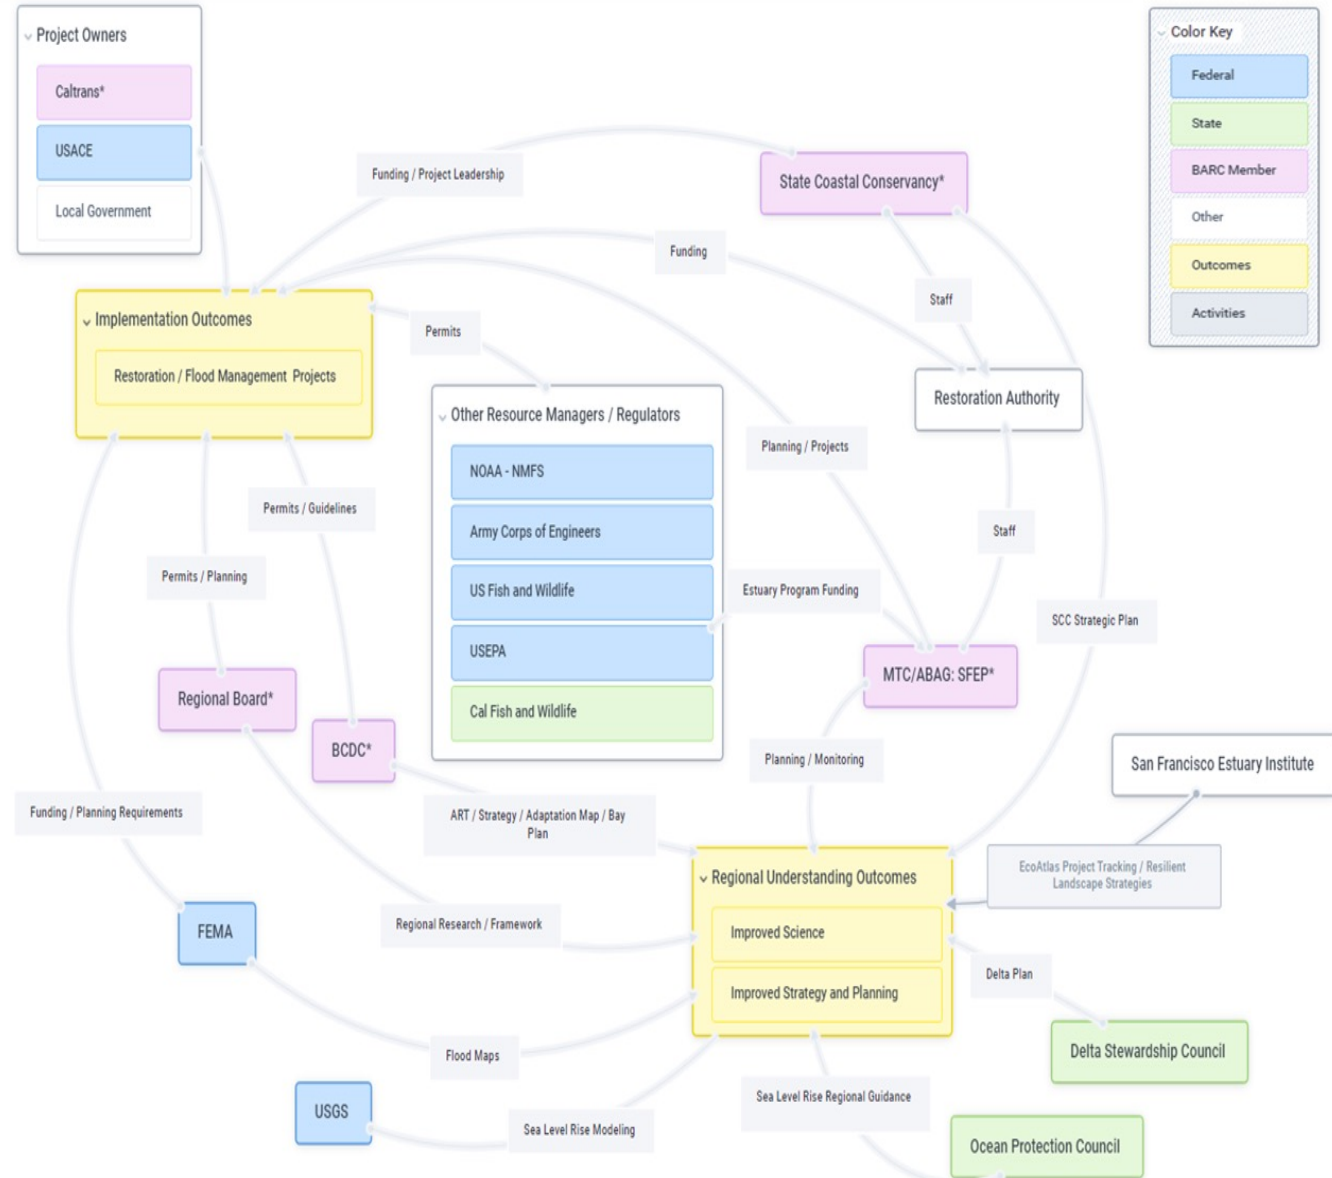 Project Owners
Caltrans*
USACE
Local Government
Color Key
Federal
State
BARC Member
Other
Outcomes
Activities
Funding / Project Leadership
State Coastal Conservancy*
Funding
Staff
Implementation Outcomes
Restoration / Flood Management Projects
Permits
Restoration Authority
Other Resource Managers / Regulators
NOAA - NMFS
Army Corps of Engineers
US Fish and Wildlife
USEPA
Cal Fish and Wildlife
Planning / Projects
Permits / Guidelines
Staff
Permits / Planning
Estuary Program Funding
SCC Strategic Plan
Regional Board*
MTC/ABAG: SFEP*
BCDC*
Planning / Monitoring
San Francisco Estuary Institute
Funding / Planning Requirements
ART / Strategy / Adaptation Map / Bay
Plan
Regional Understanding Outcomes
Improved Science
Improved Strategy and Planning
EcoAtlas Project Tracking / Resilient
Landscape Strategies
Regional Research / Framework
FEMA
Delta Plan
Flood Maps
Delta Stewardship Council
USGS
Sea Level Rise Modeling
Sea Level Rise Regional Guidance
Ocean Protection Council